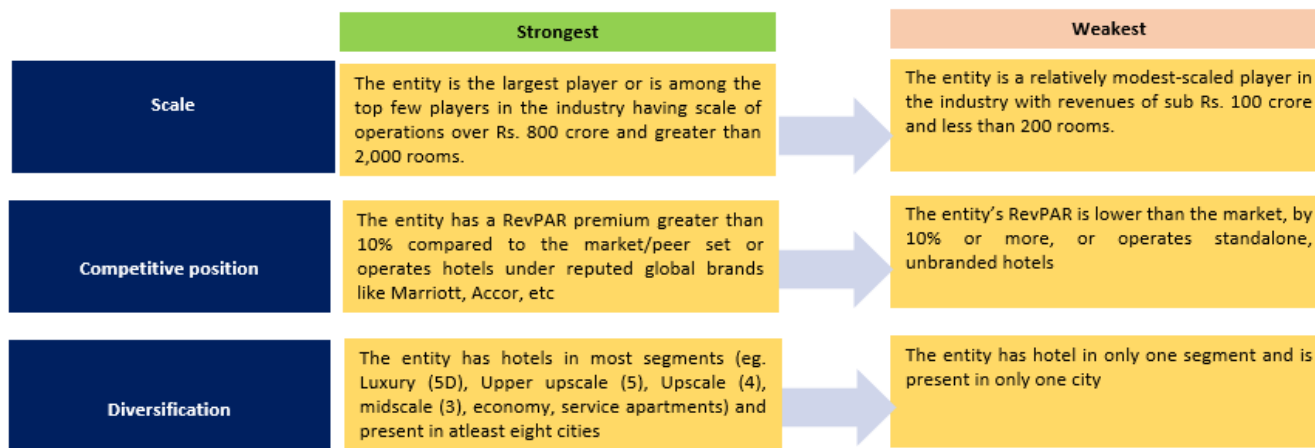 Strongest
Weakest
Scale
The entity is the largest player or is among the
top few players in the industry having scale of
operations over Rs. 800 crore and greater than
2,000 rooms.
The entity is a relatively modest-scaled player in
the industry with revenues of sub Rs. 100 crore
and less than 200 rooms.
Competitive position
The entity has a RevPAR premium greater than
10% compared to the market/peer set or
operates hotels under reputed global brands
like Marriott, Accor, etc
The entity's RevPAR is lower than the market, by
10% or more, or operates standalone,
unbranded hotels
Diversification
The entity has hotels in most segments (eg.
Luxury (5D), Upper upscale (5), Upscale (4),
midscale (3), economy, service apartments) and
present in atleast eight cities
The entity has hotel in only one segment and is
present in only one city